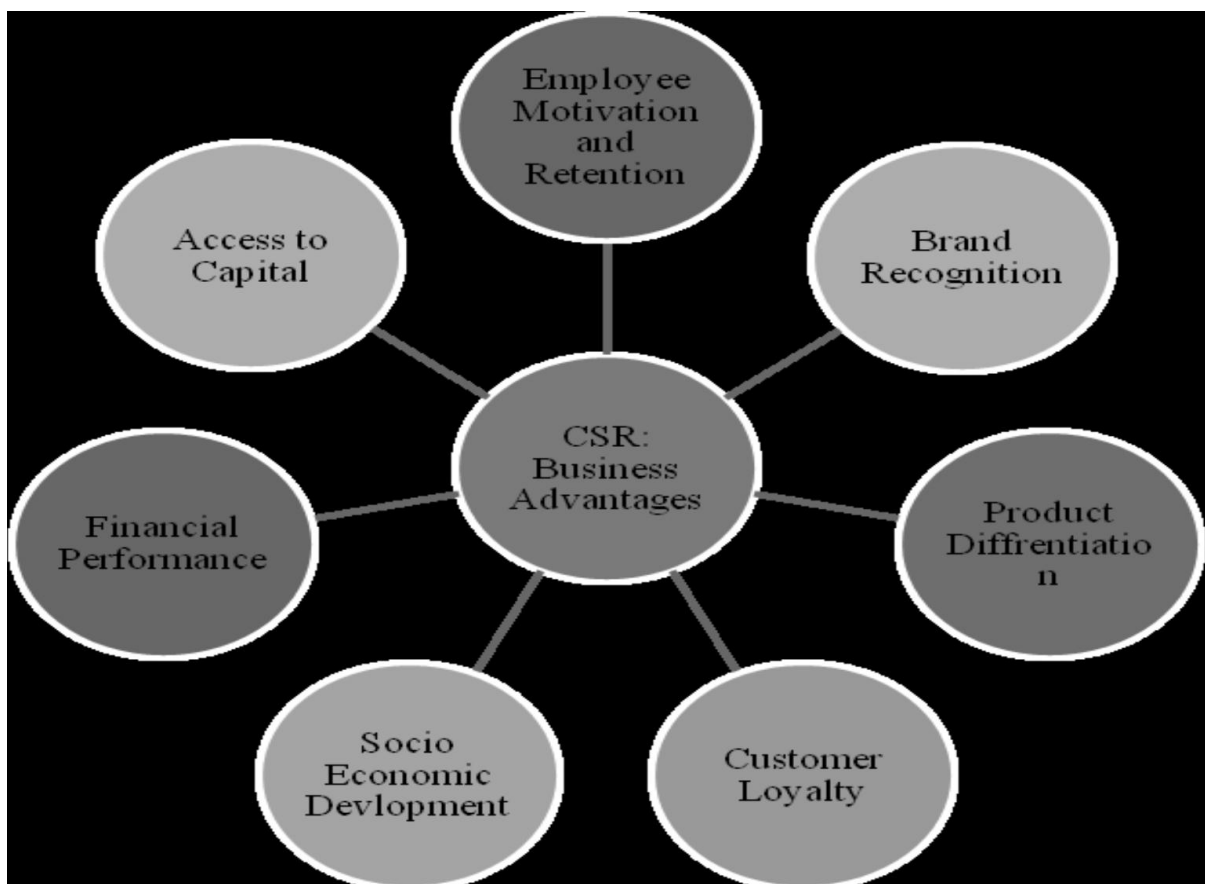 Employee
Motivation
and
Retention
Access to
Capital
Brand
Recognition
CSR:
Business
Advantages
Financial
Performance
Product
Diffrentiatio
n
Socio
Economic
Devlopment
Customer
Loyalty